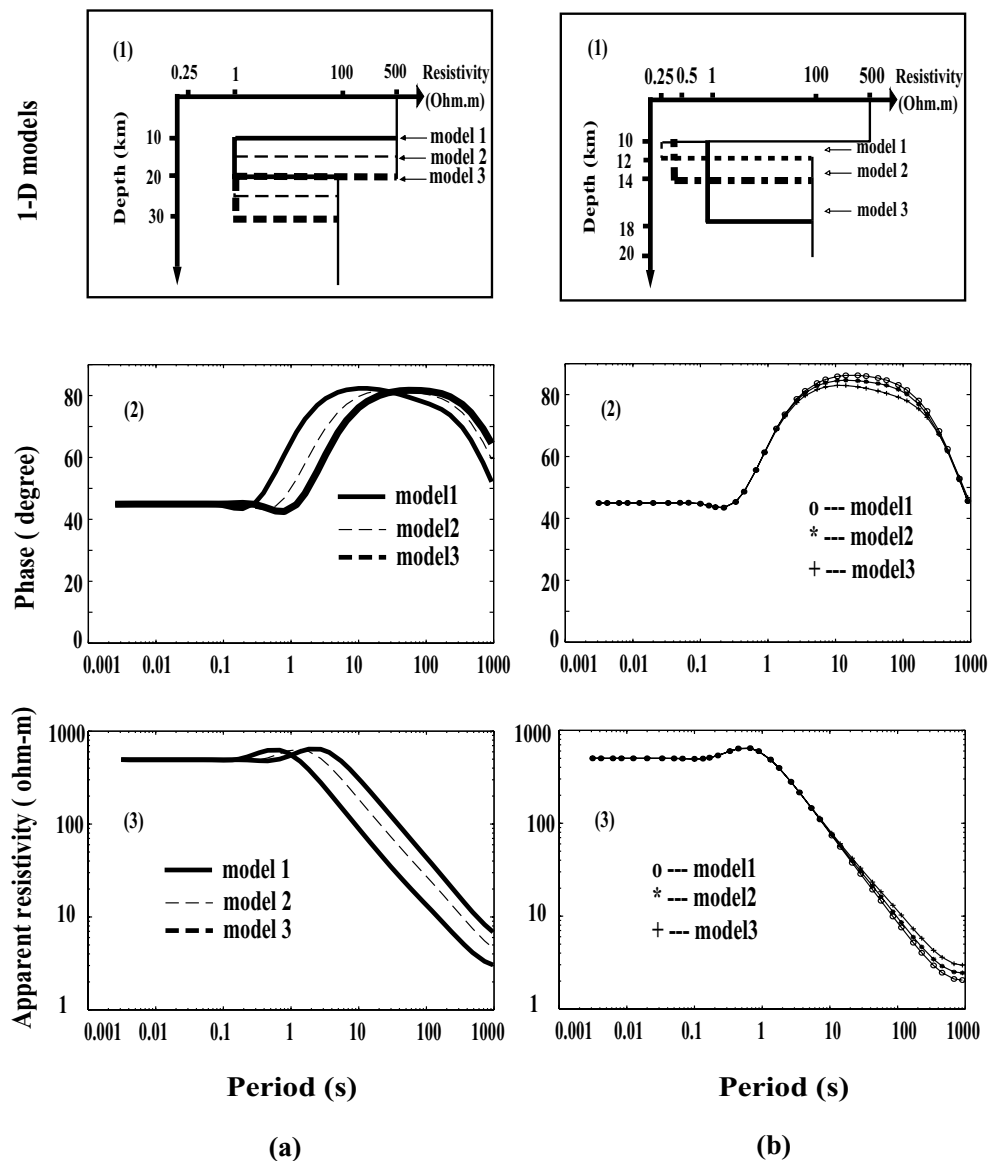 1-D models
(1)
0.25 1 100 500 Resistivity
(Ohm.m)
Depth (km)
10
20
30
model 1
model 2
model 3
(1)
0.25 0.5 1 100 500 Resistivity
(Ohm.m)
Depth (km)
10
12
14
18
20
model 1
model 2
model 3
Phase ( degree)
80
60
40
20
0
(2)
model1
model2
model3
0.001 0.01 0.1 1 10 100 1000
80
60
40
20
0
(2)
o --- model1
* --- model2
+ --- model3
0.001 0.01 0.1 1 10 100 1000
Apparent resistivity ( ohm-m)
1000
100
10
1
(3)
model 1
model 2
model 3
0.001 0.01 0.1 1 10 100 1000
Period (s)
(a)
1000
100
10
1
(3)
o --- model1
* --- model2
+ --- model3
0.001 0.01 0.1 1 10 100 1000
Period (s)
(b)